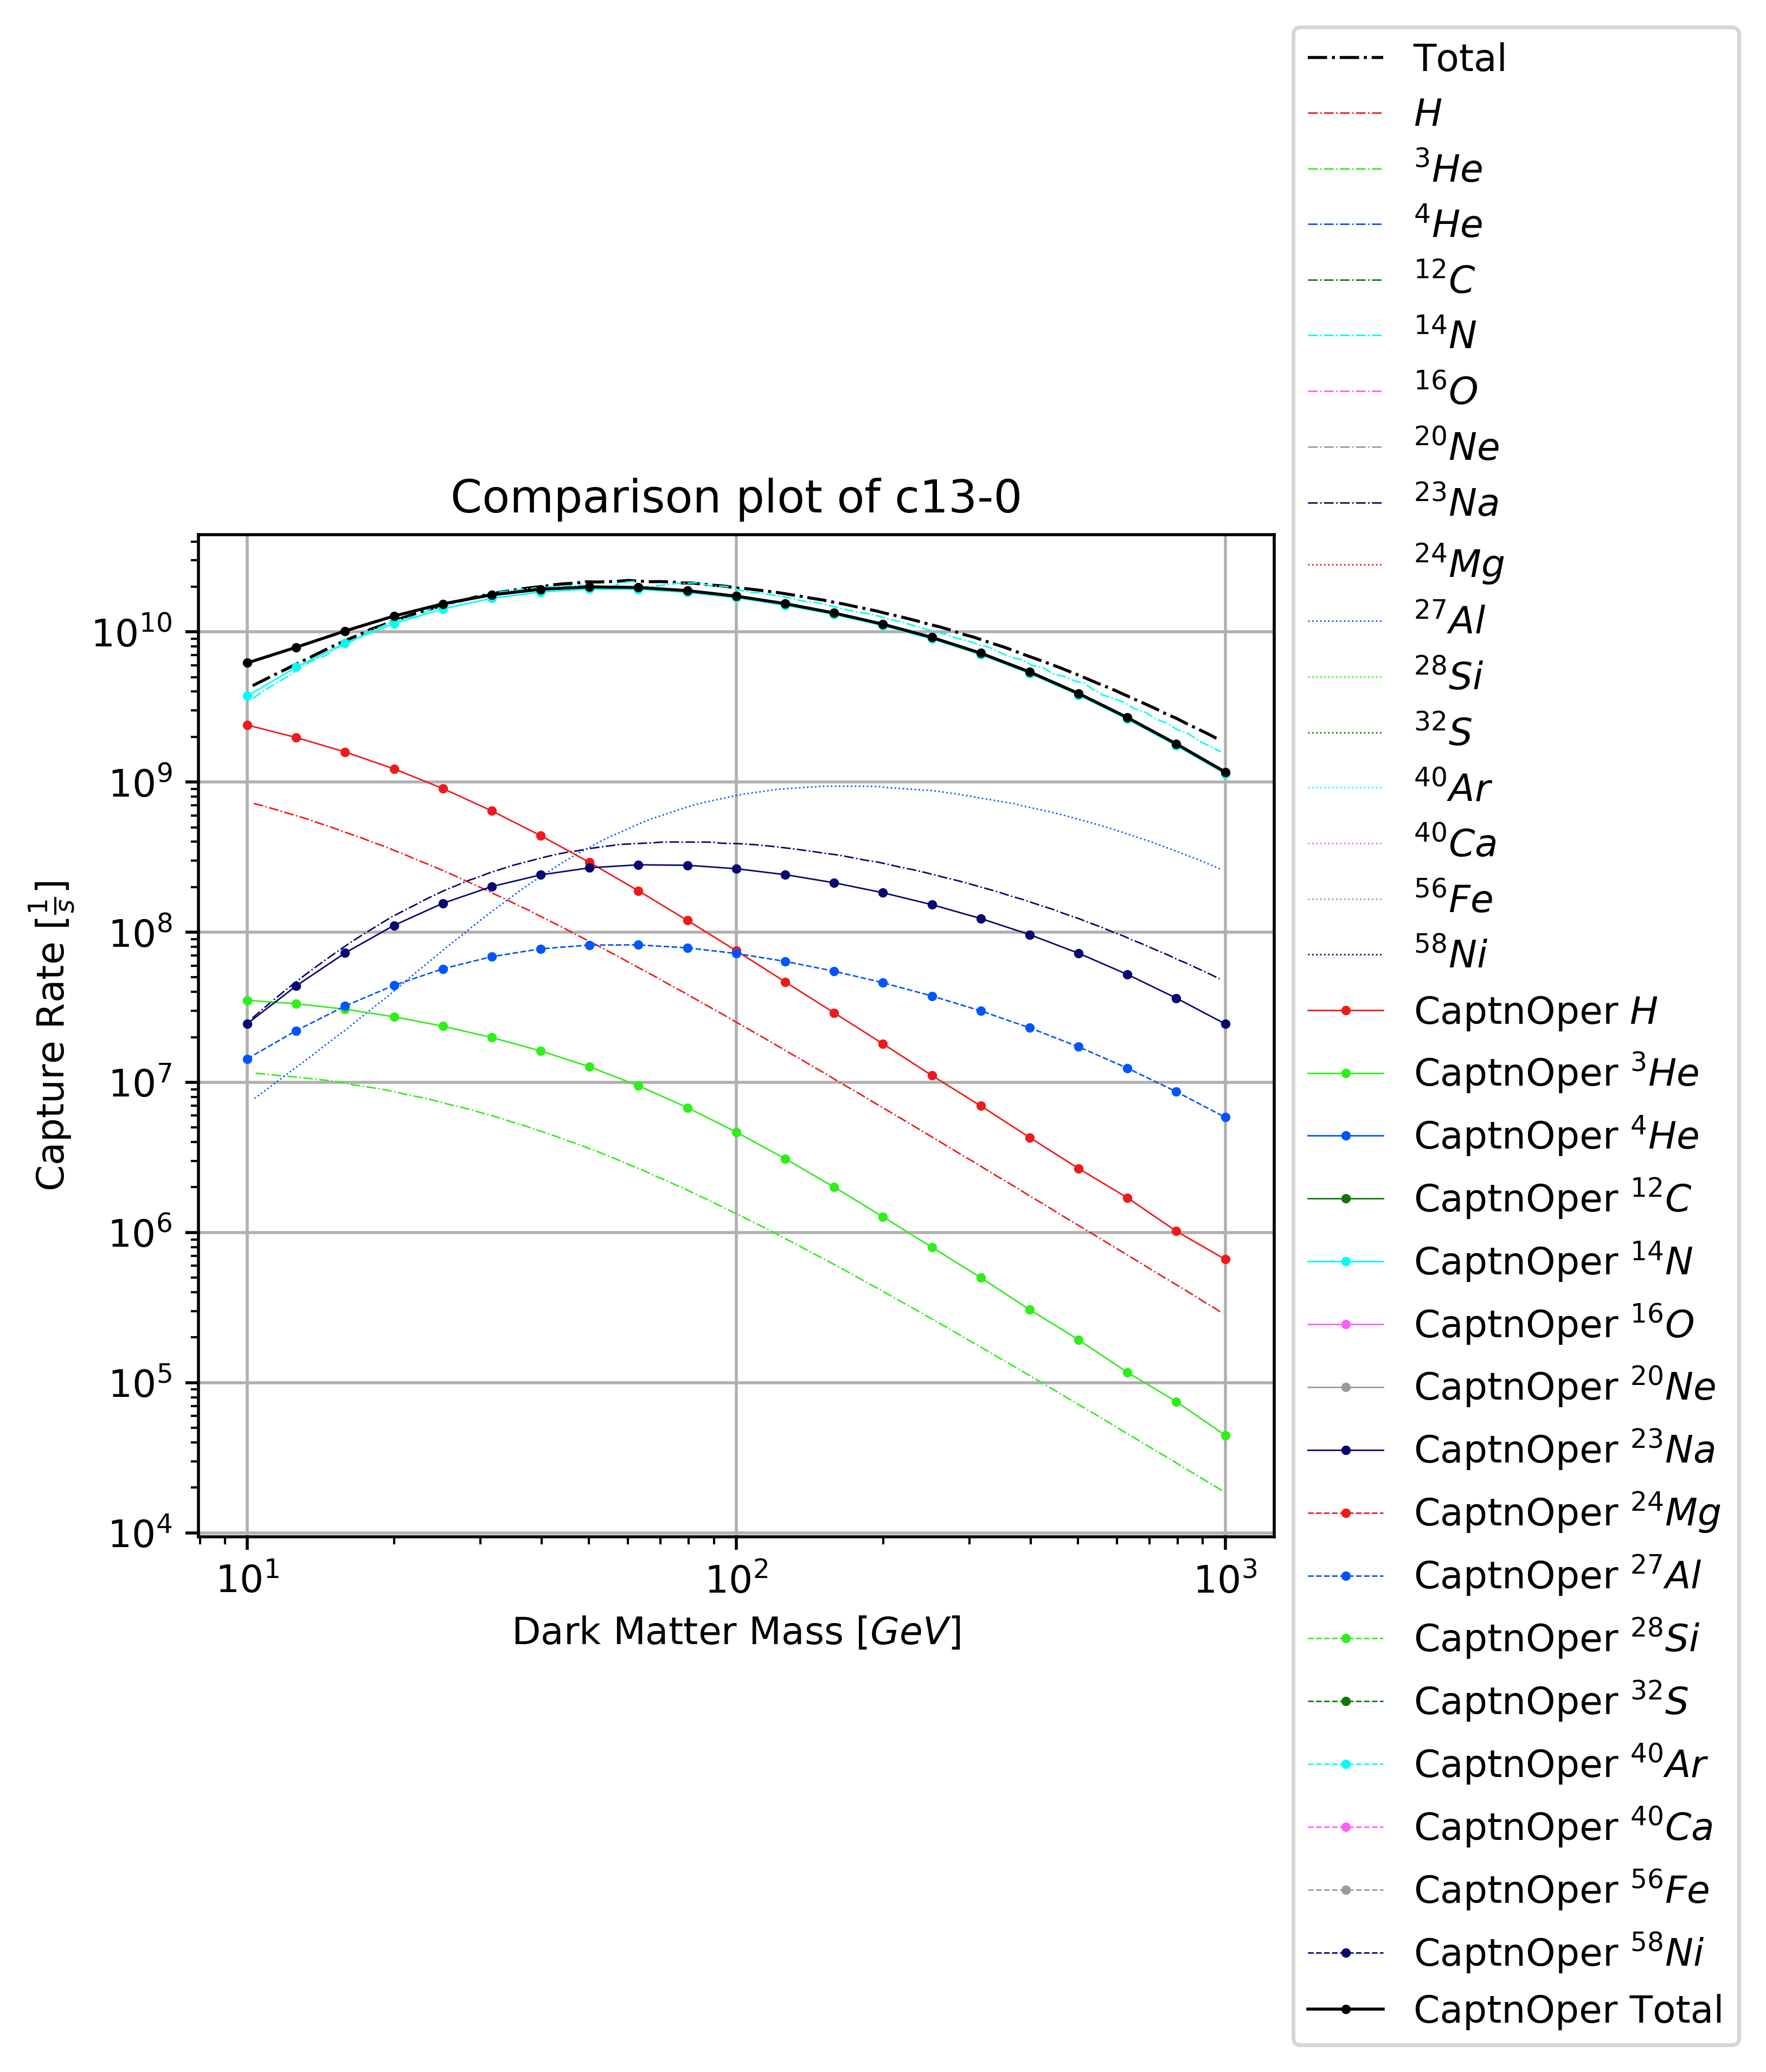 Comparison plot of c13-0
Capture Rate [1/s]
10^10
10^9
10^8
10^7
10^6
10^5
10^4
10^1
10^2
10^3
Dark Matter Mass [GeV]
Total
H
^3He
^4He
^12C
^14N
^16O
^20Ne
^23Na
^24Mg
^27Al
^28Si
^32S
^40Ar
^40Ca
^56Fe
^58Ni
CaptnOper H
CaptnOper ^3He
CaptnOper ^4He
CaptnOper ^12C
CaptnOper ^14N
CaptnOper ^16O
CaptnOper ^20Ne
CaptnOper ^23Na
CaptnOper ^24Mg
CaptnOper ^27Al
CaptnOper ^28Si
CaptnOper ^32S
CaptnOper ^40Ar
CaptnOper ^40Ca
CaptnOper ^56Fe
CaptnOper ^58Ni
CaptnOper Total